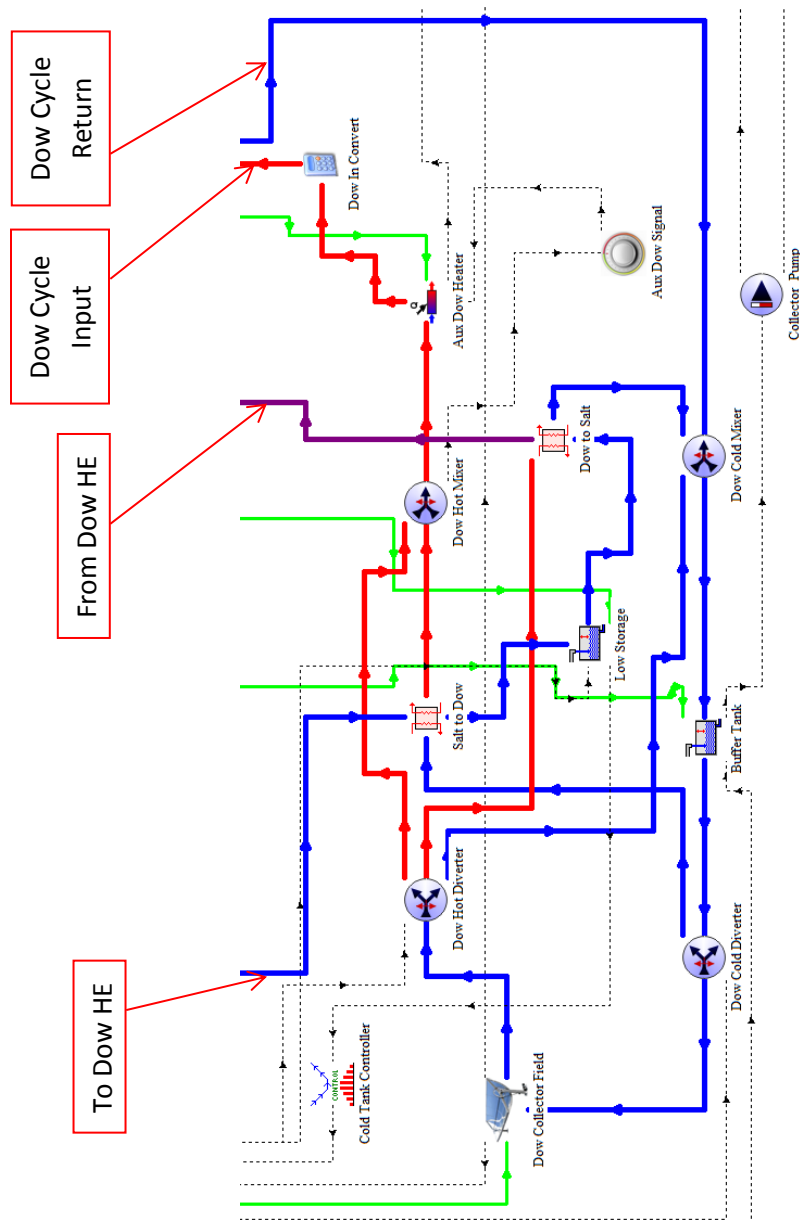 Dow Cycle
Return
Dow Cycle
Input
From Dow HE
To Dow HE
Dow In Convert
Aux Dow Heater
σ
Aux Dow Signal
Collector Pump
Dow Hot Mixer
Dow to Salt
Dow Cold Mixer
Salt to Dow
Low Storage
Buffer Tank
Dow Hot Diverter
Dow Cold Diverter
CONTROL
Cold Tank Controller
Dow Collector Field